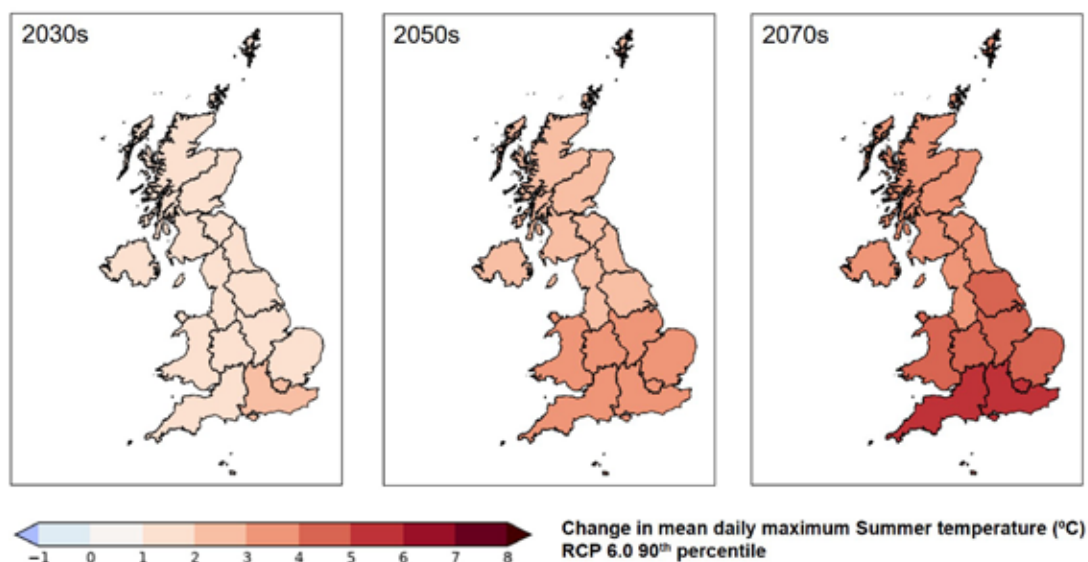 2030s
2050s
2070s
−1 0 1 2 3 4 5 6 7 8
Change in mean daily maximum Summer temperature (ºC)
RCP 6.0 90th percentile